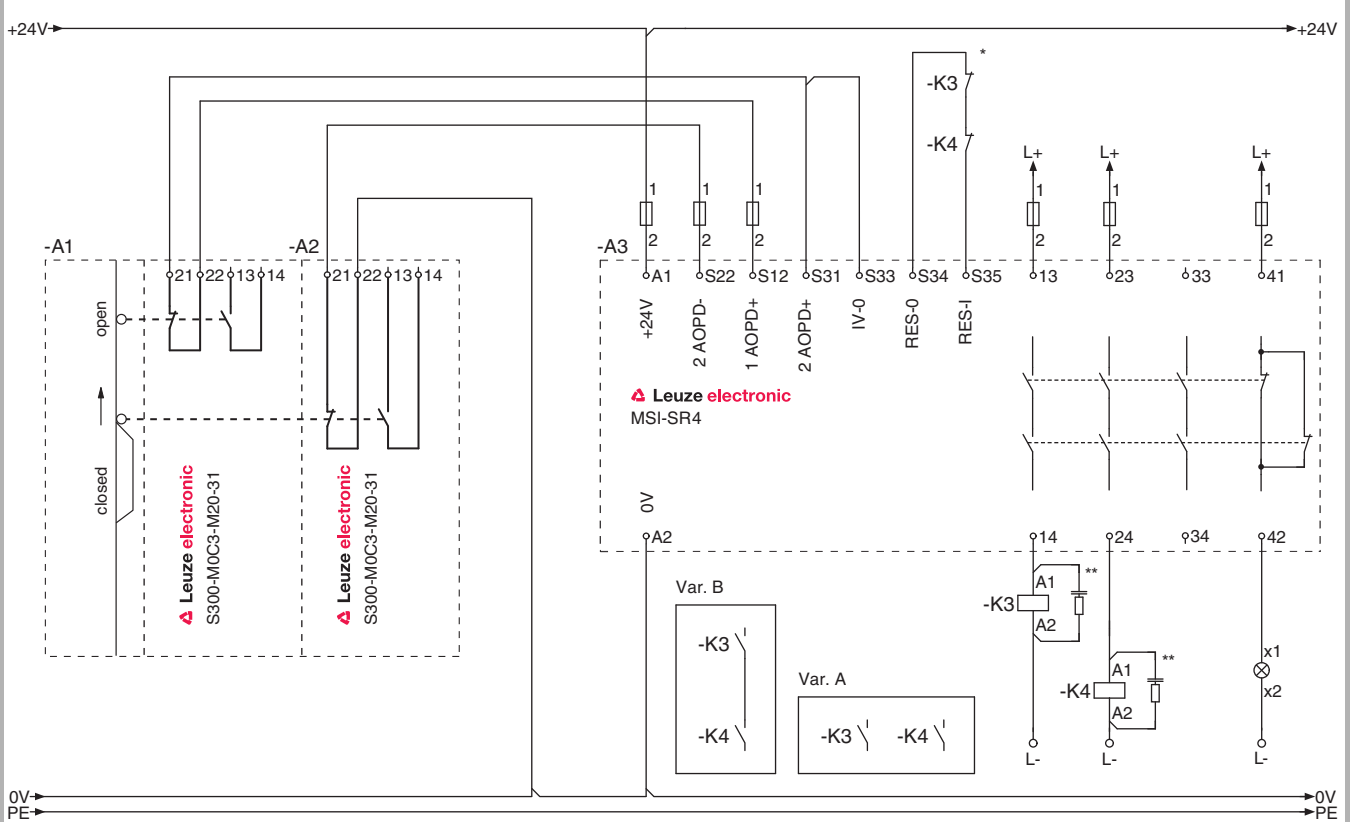 +24V +24V
*
-K3
-K4
L+ L+ L+
1 1 1 1 1 1
2 2 2 2 2 2
-A1 -A2 -A3
21 22 13 14 21 22 13 14 A1 S22 S12 S31 S33 S34 S35 13 23 33 41
open
closed
+24V
2 AOPD-
1 AOPD+
2 AOPD+
IV-0
RES-0
RES-I
Leuze electronic
MSI-SR4
Leuze electronic
S300-M0C3-M20-31
Leuze electronic
S300-M0C3-M20-31
0V
A2 14 24 34 42
Var. B
-K3
-K4
Var. A
-K3 -K4
A1 **
-K3
A2
A1 **
-K4
A2
x1
x2
L- L- L-
0V 0V
PE PE